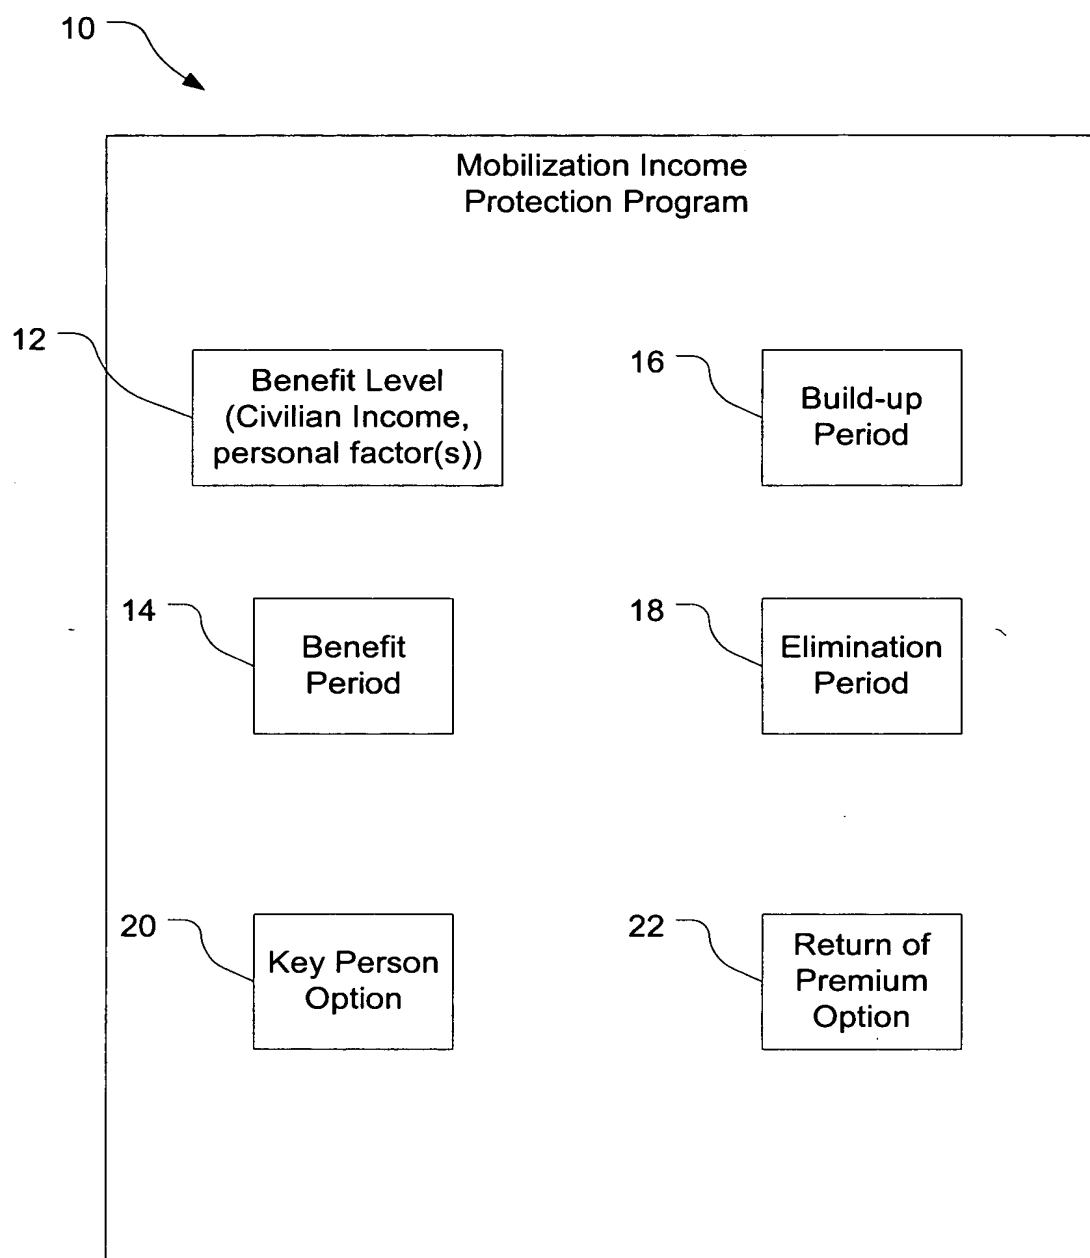 10
Mobilization Income
Protection Program
12
Benefit Level
(Civilian Income,
personal factor(s))
16
Build-up
Period
14
Benefit
Period
18
Elimination
Period
20
Key Person
Option
22
Return of
Premium
Option